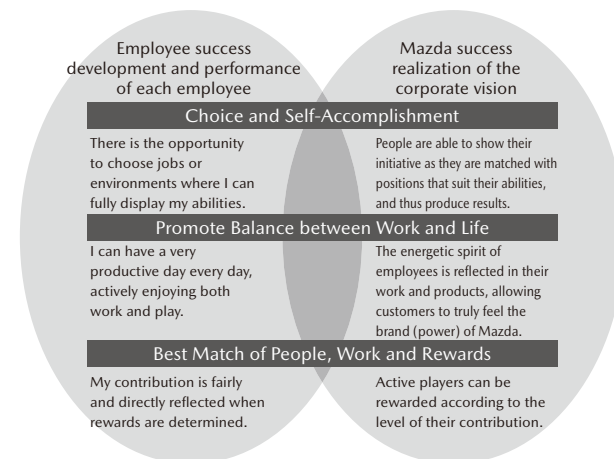 Employee success
development and performance
of each employee
Mazda success
realization of the
corporate vision
Choice and Self-Accomplishment
There is the opportunity
to choose jobs or
environments where I can
fully display my abilities.
People are able to show their
initiative as they are matched with
positions that suit their abilities,
and thus produce results.
Promote Balance between Work and Life
I can have a very
productive day every day,
actively enjoying both
work and play.
The energetic spirit of
employees is reflected in their
work and products, allowing
customers to truly feel the
brand (power) of Mazda.
Best Match of People, Work and Rewards
My contribution is fairly
and directly reflected when
rewards are determined.
Active players can be
rewarded according to the
level of their contribution.